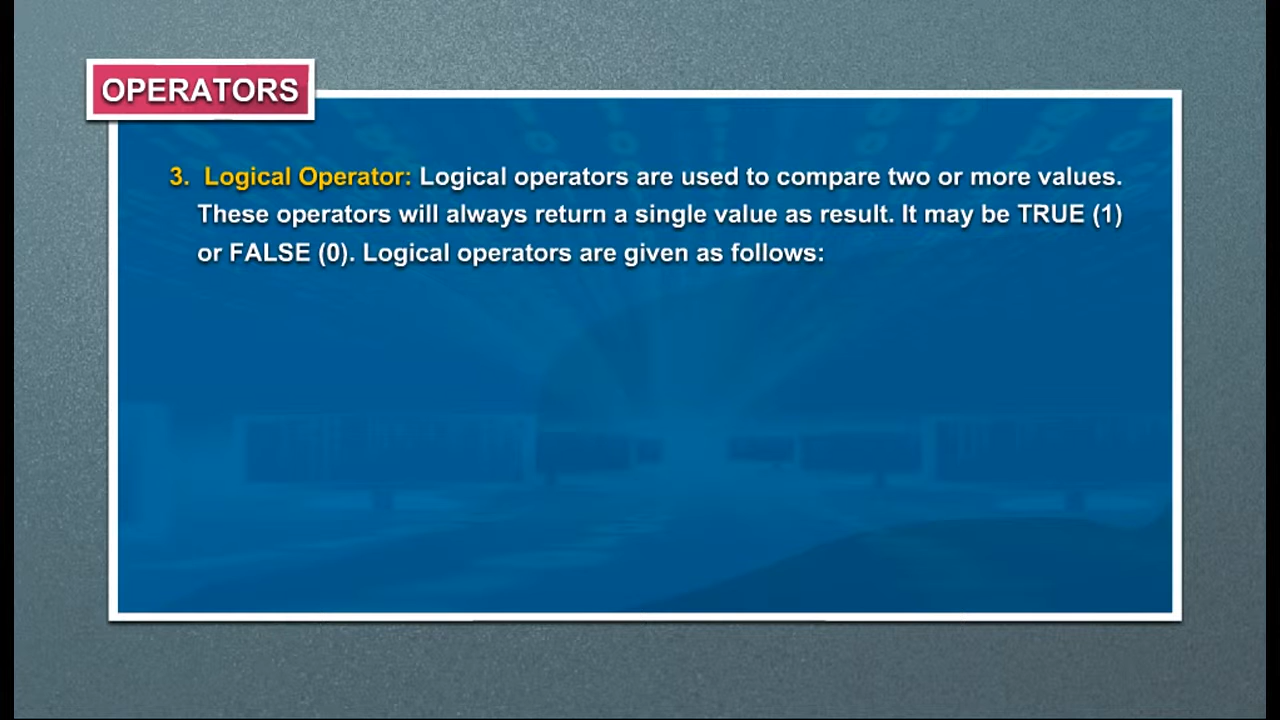 OPERATORS
3. Logical Operator: Logical operators are used to compare two or more values.
These operators will always return a single value as result. It may be TRUE (1)
or FALSE (0). Logical operators are given as follows: